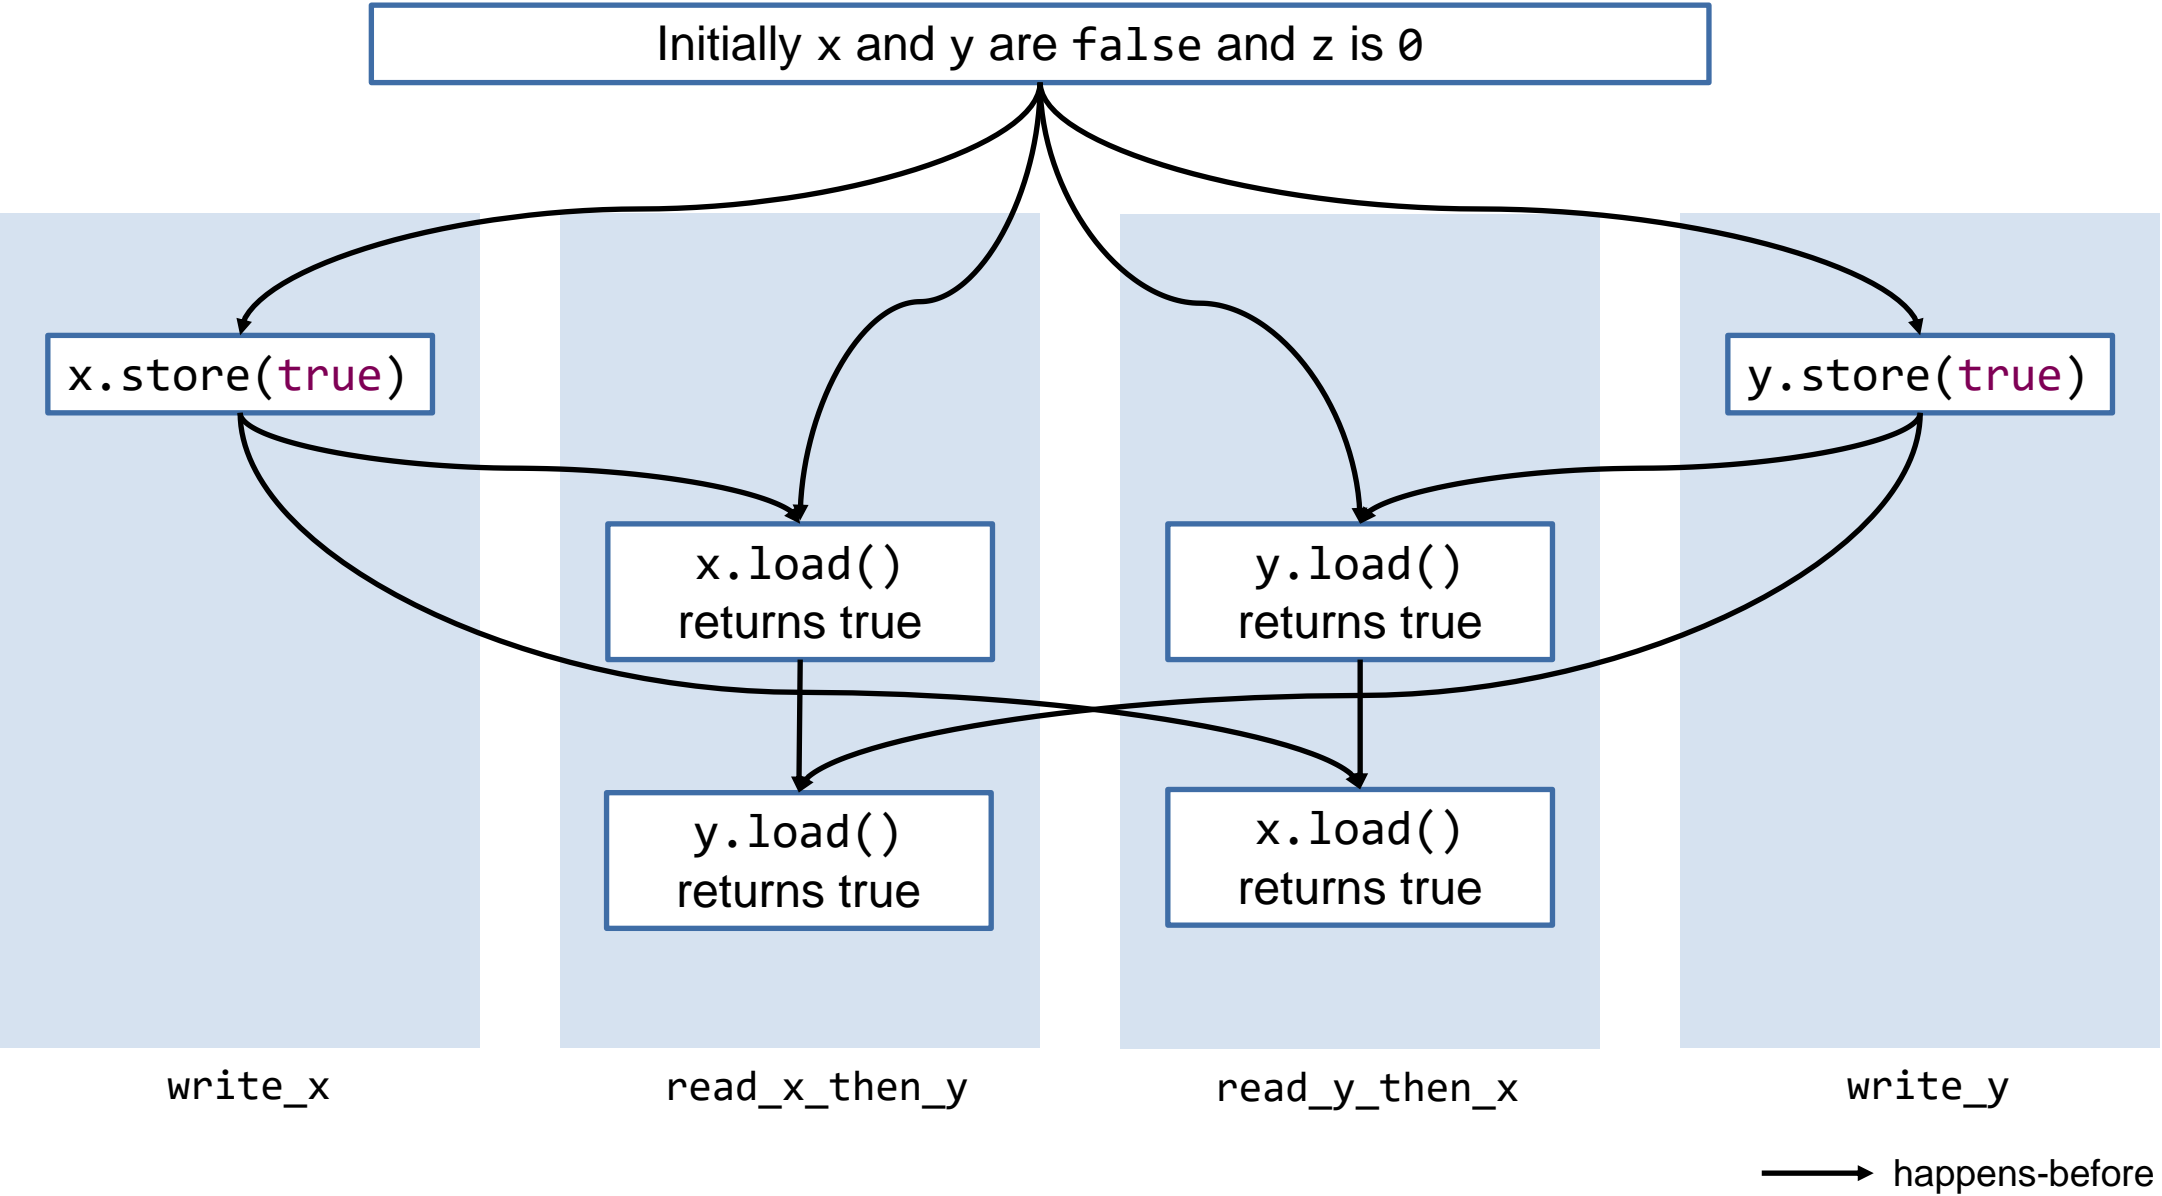 Initially x and y are false and z is 0
x.store(true)
y.store(true)
x.load()
returns true
y.load()
returns true
y.load()
returns true
x.load()
returns true
write_x
read_x_then_y
read_y_then_x
write_y
happens-before